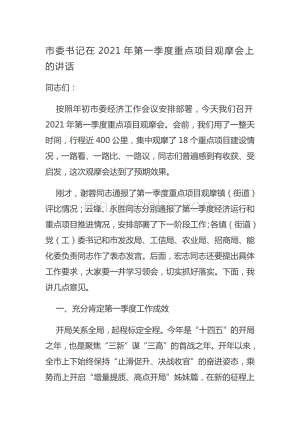 市委书记在 2021 年第一季度重点项目观摩会上
的讲话
同志们：
按照年初市委经济工作会议安排部署，今天我们召开
2021 年第一季度重点项目观摩会。会前，我们用了一整天
时间，行程近 400 公里，集中观摩了 18 个重点项目建设情
况，一路看、一路比、一路议，同志们普遍感到有收获、受
启发，这次观摩会达到了预期效果。
刚才，谢蓉同志通报了第一季度重点项目观摩镇（街道）
评比情况；云锋、永胜同志分别通报了第一季度经济运行和
重点项目推进情况，安排部署了下一阶段工作；各镇（街道）
党（工）委书记和市发改局、工信局、农业局、招商局、能
化委负责同志作了表态发言。后面，宏志同志还要提出具体
工作要求，大家要一并学习领会，切实抓好落实。下面，我
讲几点意见。
一、充分肯定第一季度工作成效
开局关系全局，起程标定全程。今年是“十四五”的开局
之年，也是聚焦“三新”谋“三高”的首战之年。开年以来，
全市上下始终保持“止滑促升、决战收官”的奋进姿态，乘
势而上开启“增量提质、高点开局”姊妹篇，在新的征程上